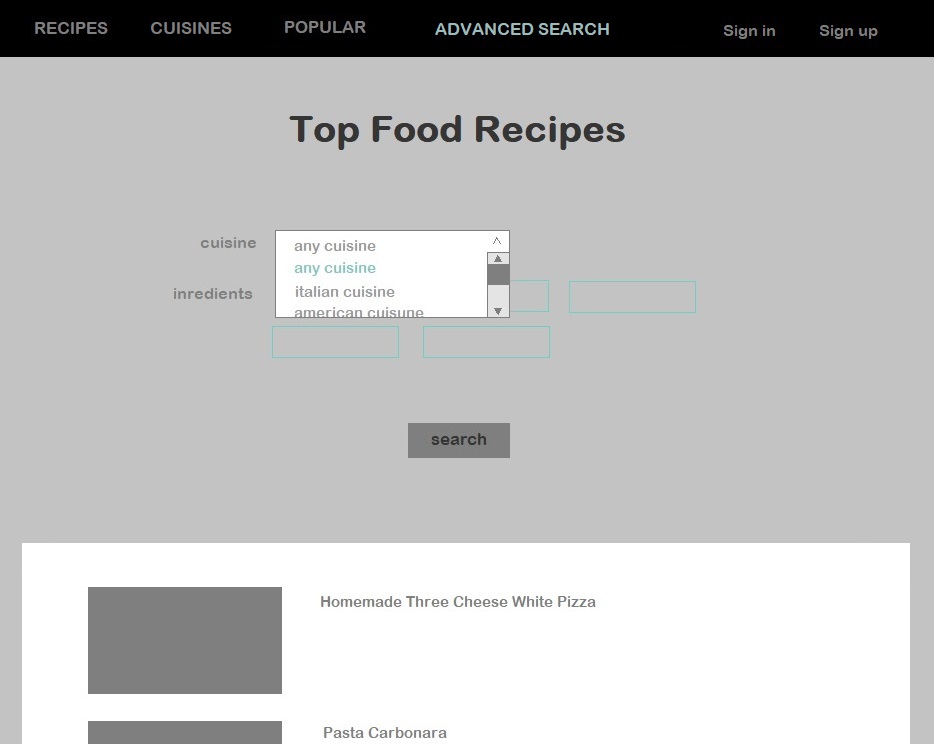 RECIPES CUISINES POPULAR ADVANCED SEARCH Sign in Sign up
Top Food Recipes
cuisine
any cuisine
any cuisine
inredients
italian cuisine
american cuisune
search
Homemade Three Cheese White Pizza
Pasta Carbonara